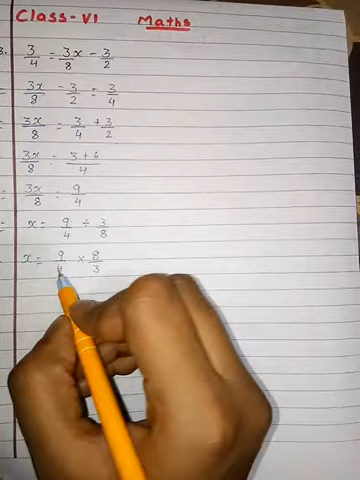 Class-VI Maths
3. 3/4 = 3x/8 - 3/2
= 3x/8 - 3/2 = 3/4
= 3x/8 = 3/4 + 3/2
3x/8 = 3+6/4
= 3x/8 = 9/4
x = 9/4 ÷ 3/8
x = 9/4 × 8/3